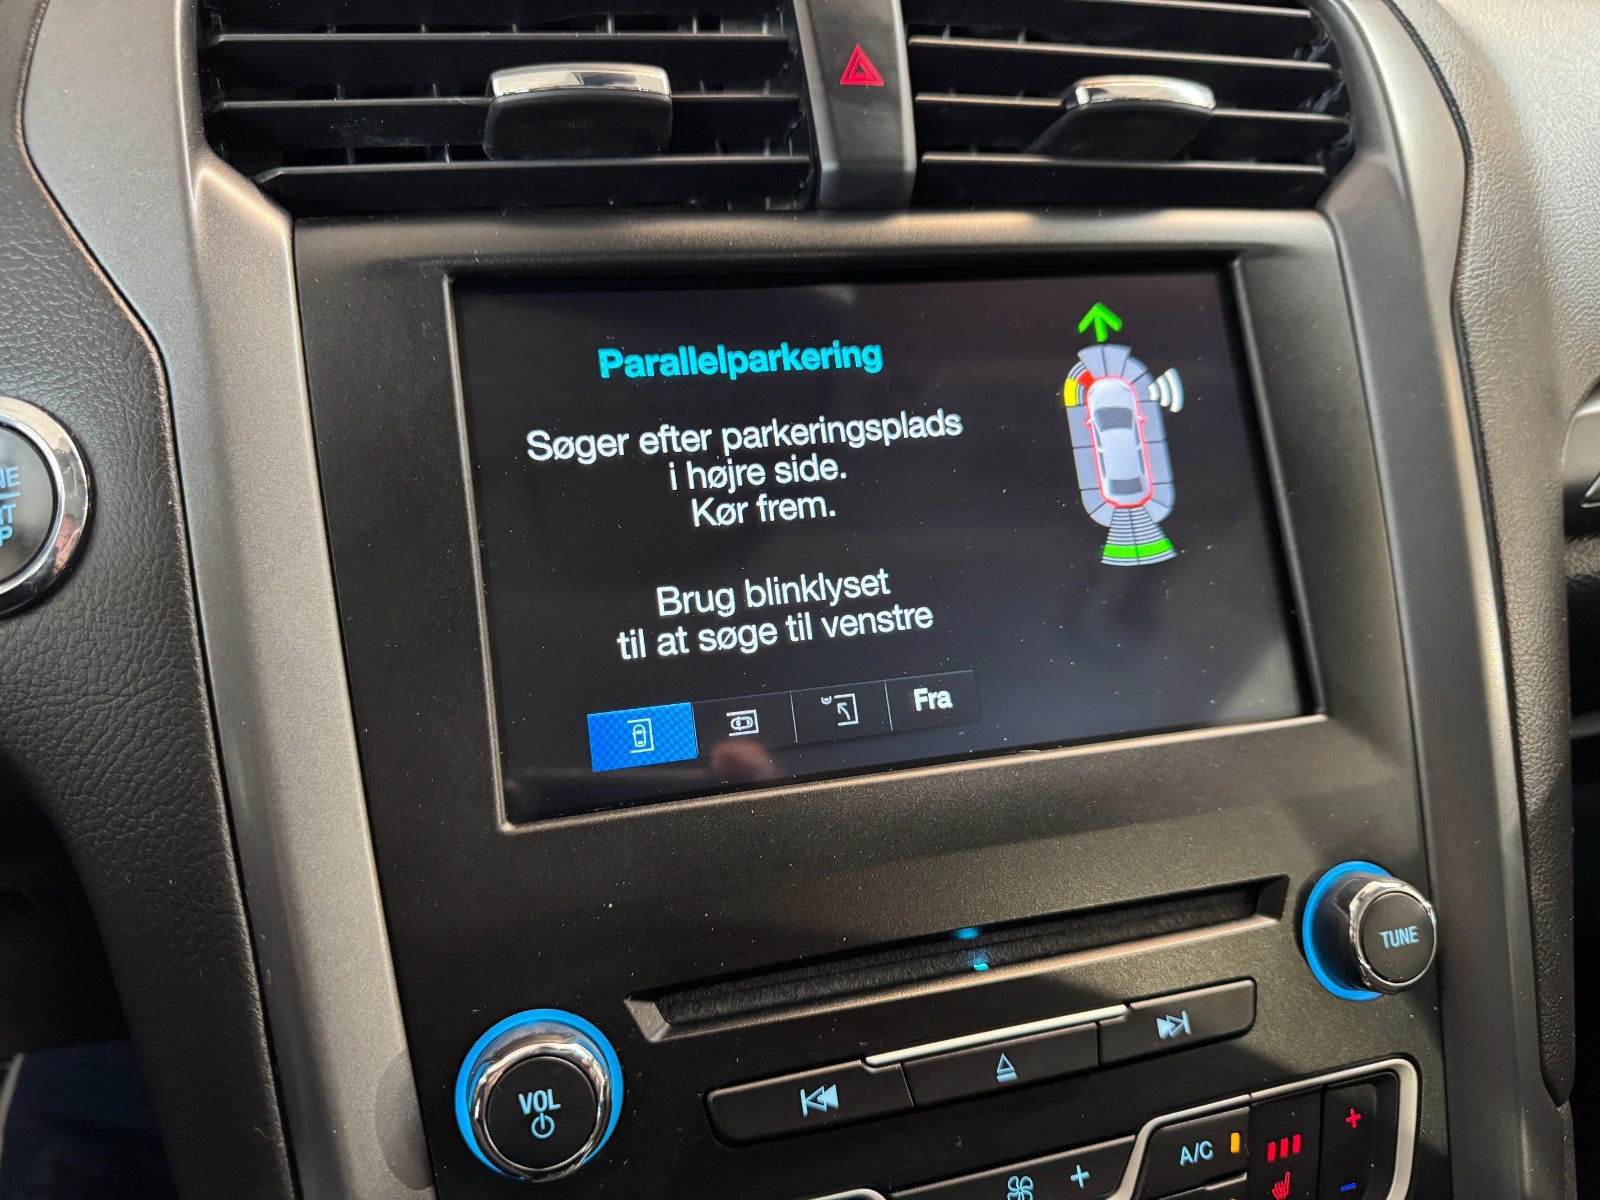 Parallelparkering
Søger efter parkeringsplads
i højre side.
Kør frem.
Brug blinklyset
til at søge til venstre
Fra
TUNE
VOL
A/C